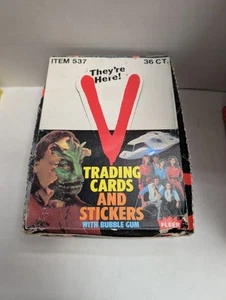 ITEM 537
36 CT.
They're
Here!
V
TRADING
CARDS
AND
STICKERS
WITH BUBBLE GUM
FLEER